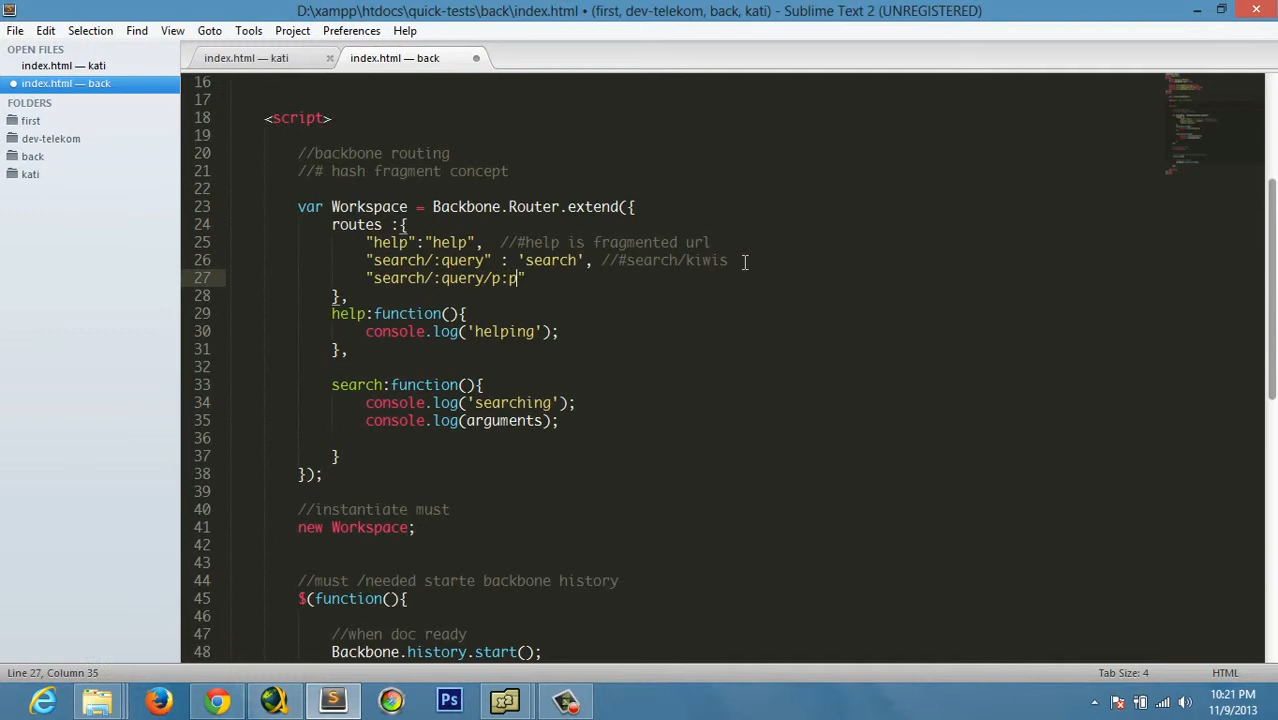 D:\xampp\htdocs\quick-tests\back\index.html • (first, dev-telekom, back, kati) - Sublime Text 2 (UNREGISTERED)
File Edit Selection Find View Goto Tools Project Preferences Help
OPEN FILES
index.html — kati
index.html — back
FOLDERS
first
dev-telekom
back
kati
index.html — kati
index.html — back
16
17
18 <script>
19
20 //backbone routing
21 //# hash fragment concept
22
23 var Workspace = Backbone.Router.extend({
24 routes :{
25 "help":"help", //#help is fragmented url
26 "search/:query" : 'search', //#search/kiwis
27 "search/:query/p:p"
28 },
29 help:function(){
30 console.log('helping');
31 },
32
33 search:function(){
34 console.log('searching');
35 console.log(arguments);
36
37 }
38 });
39
40 //instantiate must
41 new Workspace;
42
43
44 //must /needed starte backbone history
45 $(function(){
46
47 //when doc ready
48 Backbone.history.start();
Line 27, Column 35
Tab Size: 4
HTML
Ps
10:21 PM
11/9/2013